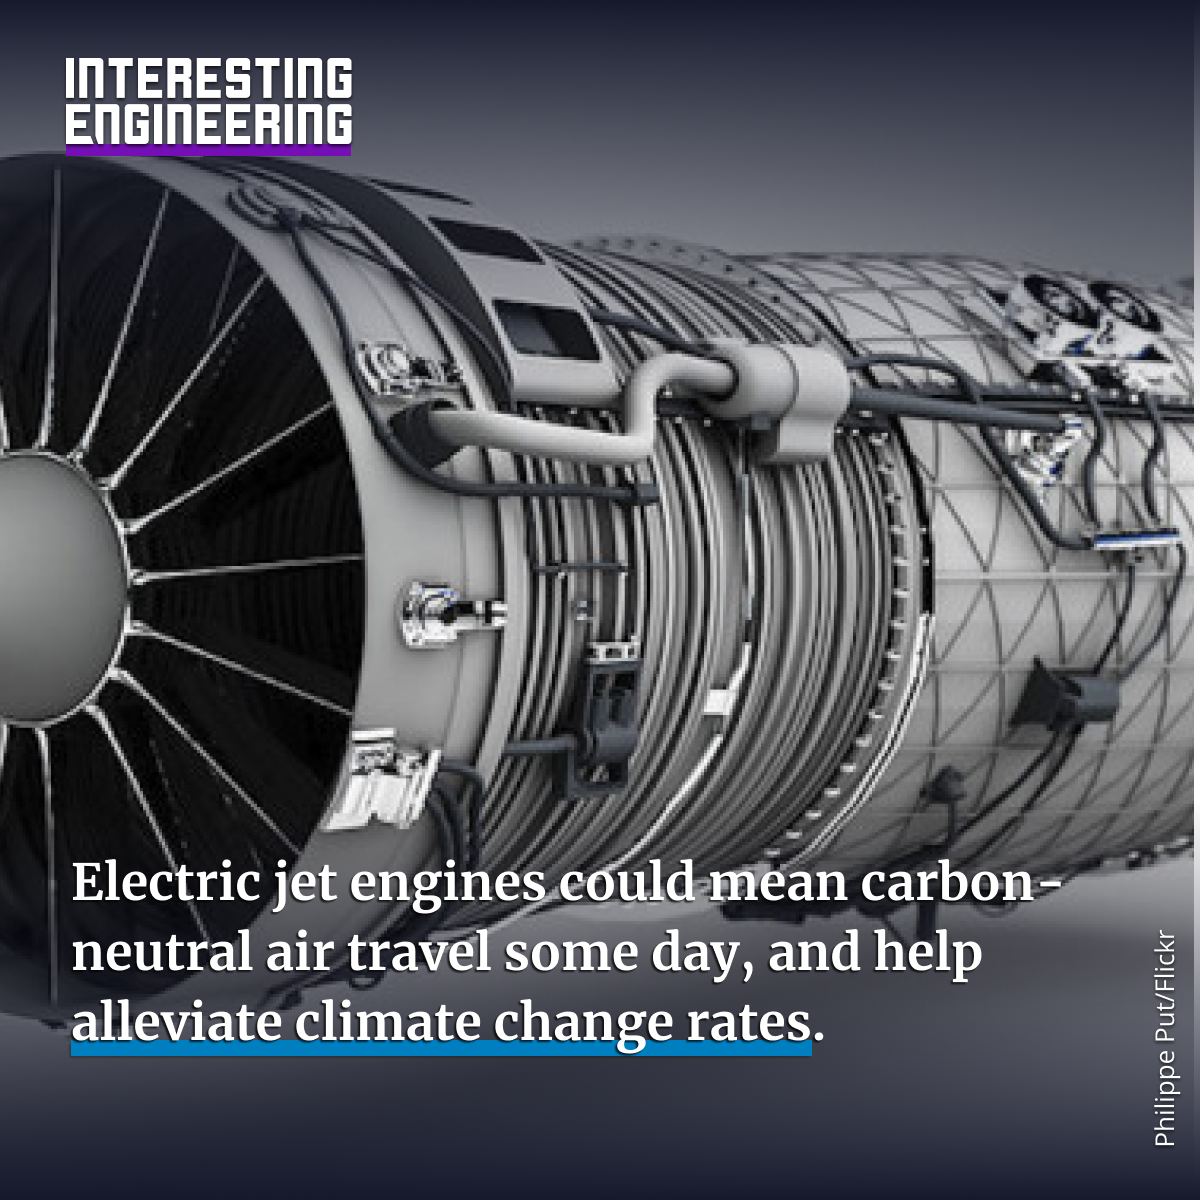 INTERESTING
ENGINEERING
Electric jet engines could mean carbon-
neutral air travel some day, and help
alleviate climate change rates.
Philippe Put/Flickr